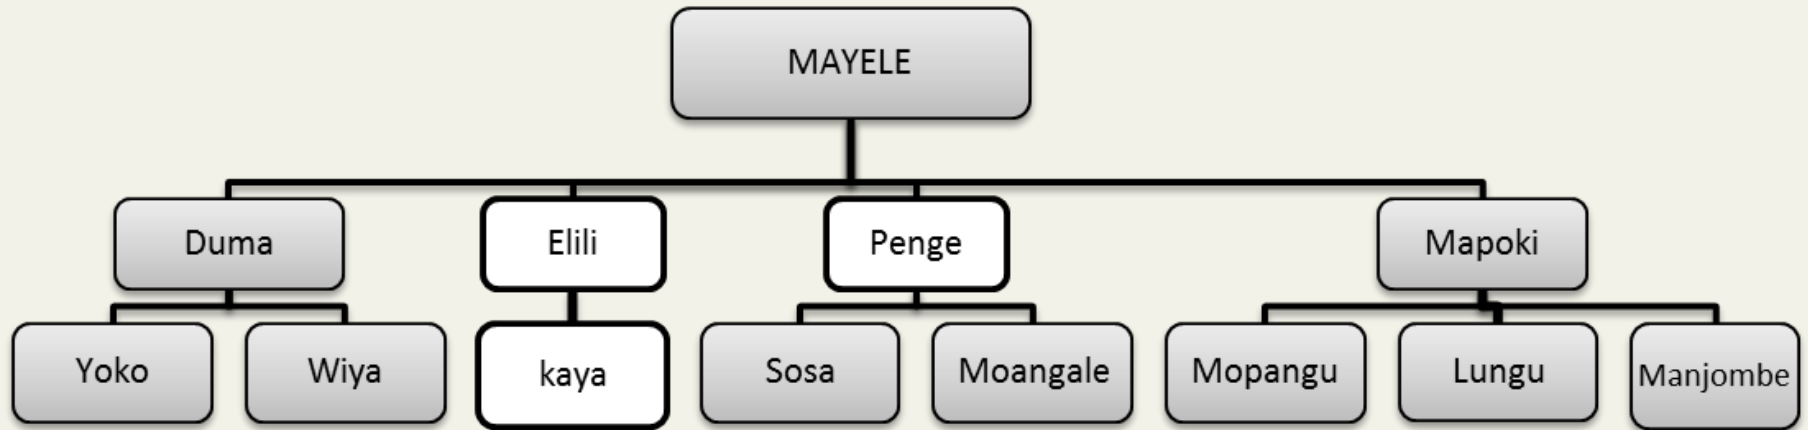 MAYELE
Duma
Elili
Penge
Mapoki
Yoko
Wiya
kaya
Sosa
Moangale
Mopangu
Lungu
Manjombe